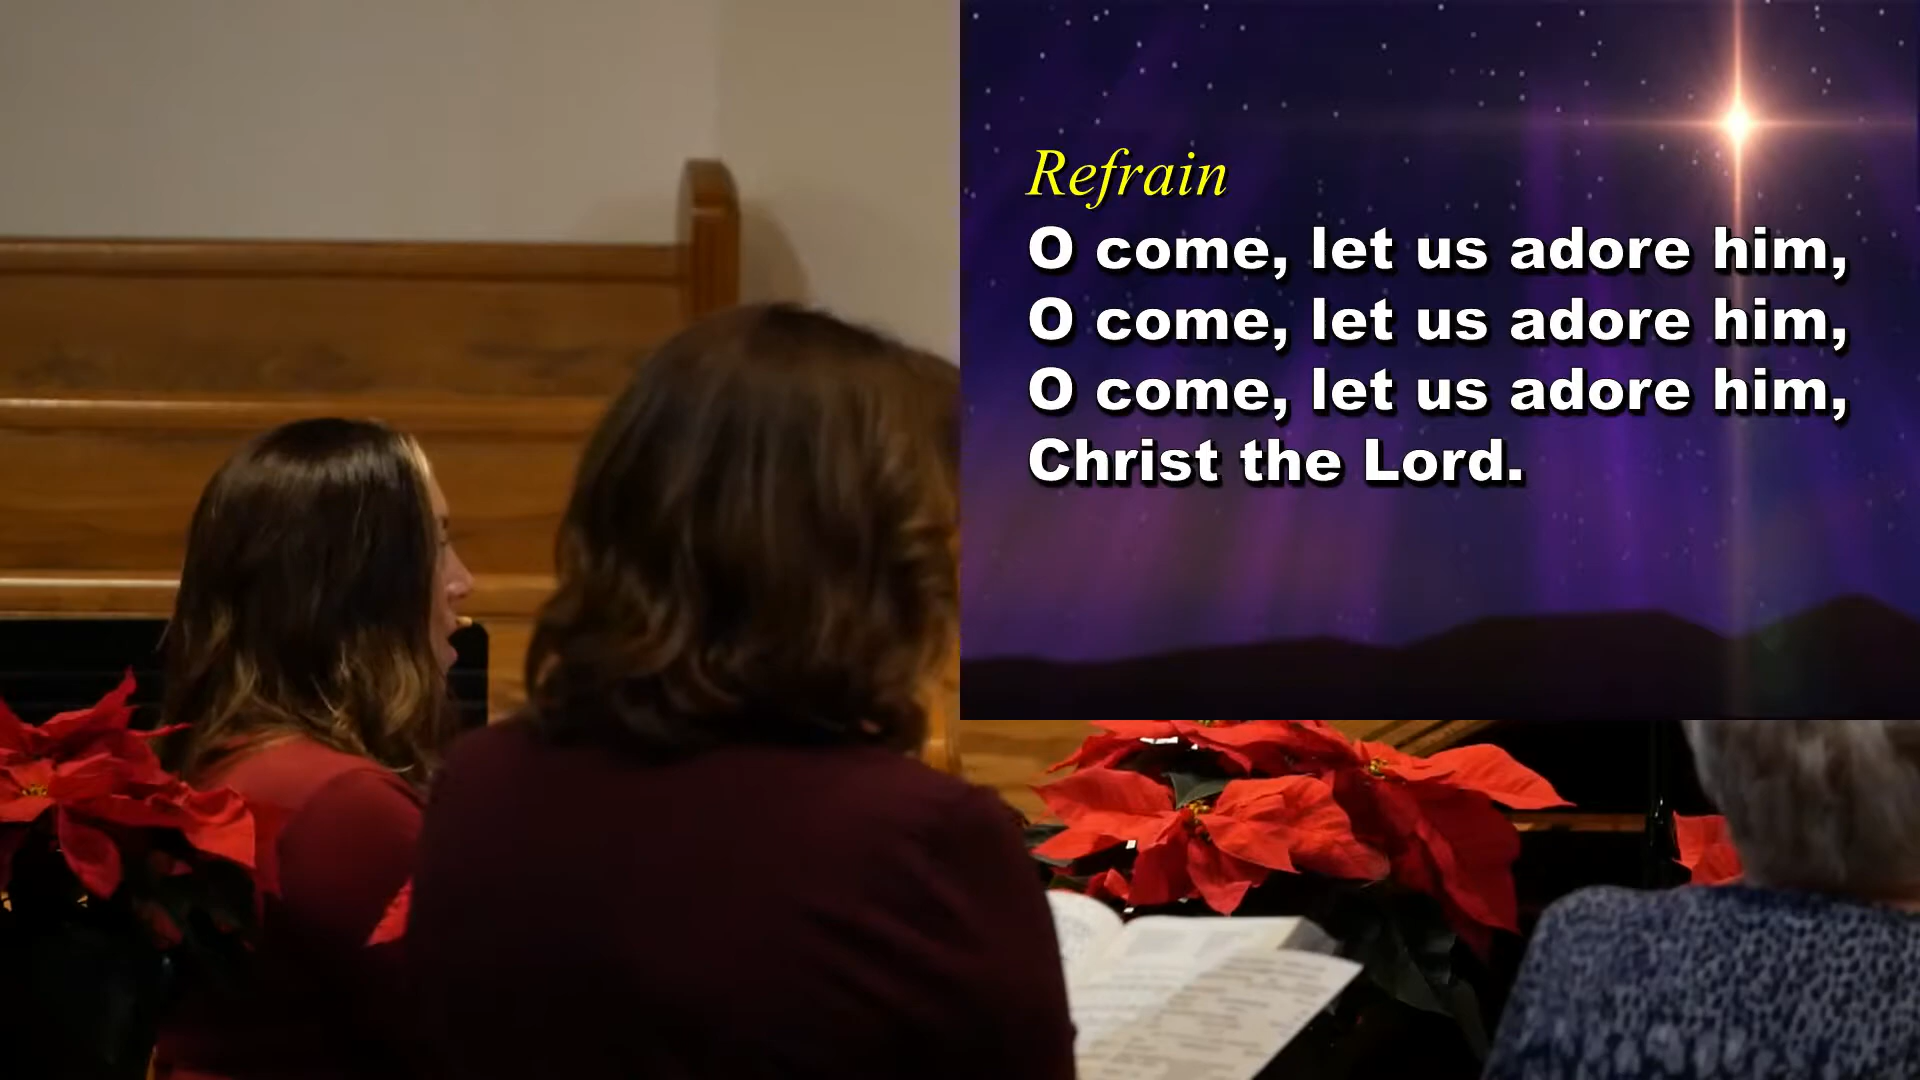 Refrain
O come, let us adore him,
O come, let us adore him,
O come, let us adore him,
Christ the Lord.